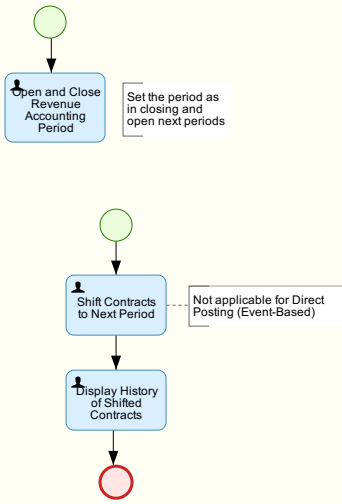 Open and Close
Revenue
Accounting
Period
Set the period as
in closing and
open next periods
Shift Contracts
to Next Period
Not applicable for Direct
Posting (Event-Based)
Display History
of Shifted
Contracts